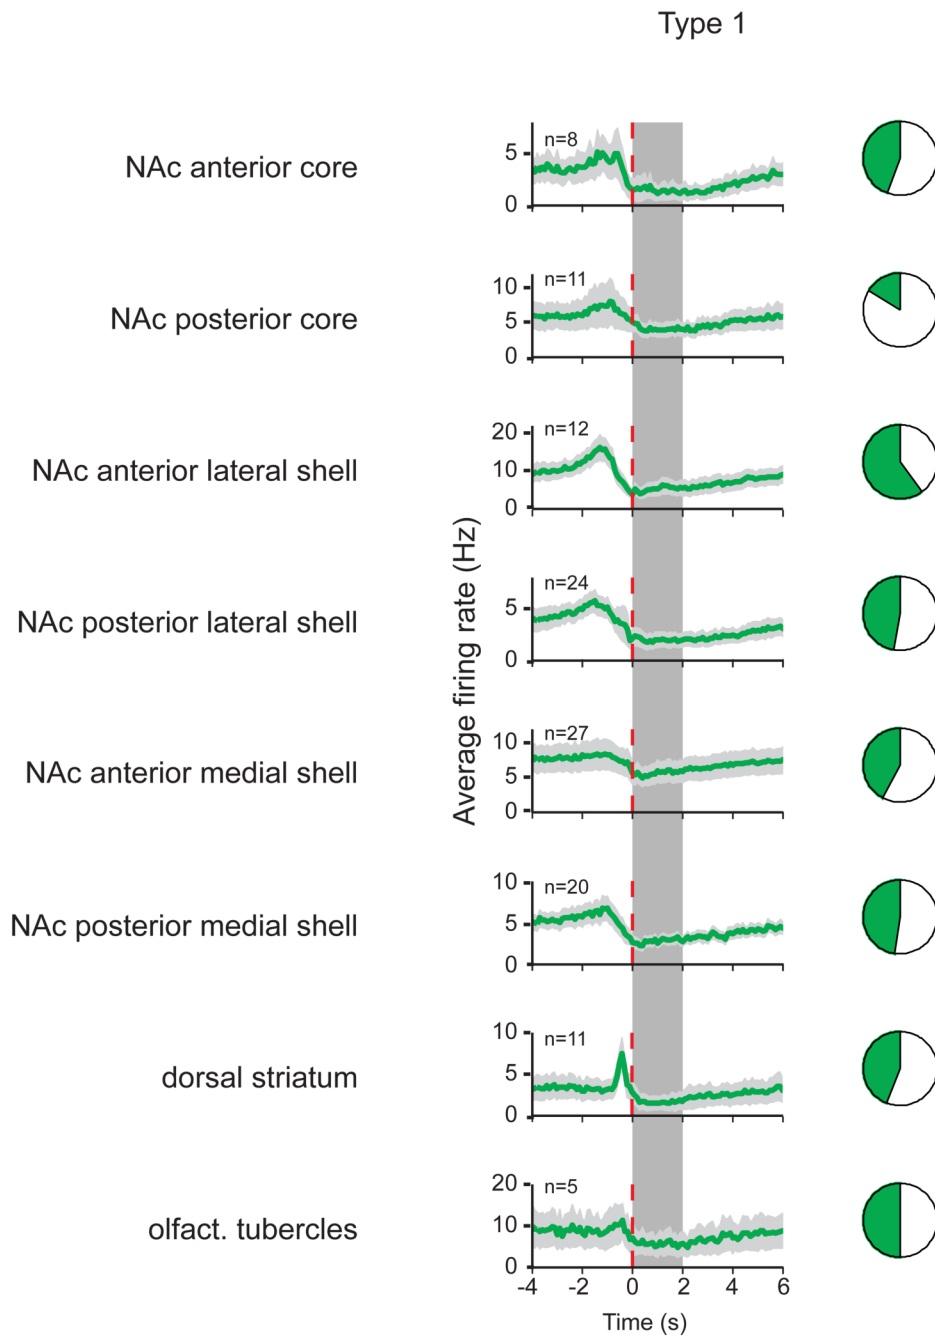 Type 1
NAc anterior core
n=8
5
0
NAc posterior core
n=11
10
5
0
NAc anterior lateral shell
n=12
20
10
0
NAc posterior lateral shell
n=24
5
0
NAc anterior medial shell
n=27
10
5
0
NAc posterior medial shell
n=20
10
5
0
dorsal striatum
n=11
10
5
0
olfact. tubercles
n=5
20
10
0
Average firing rate (Hz)
-4 -2 0 2 4 6
Time (s)